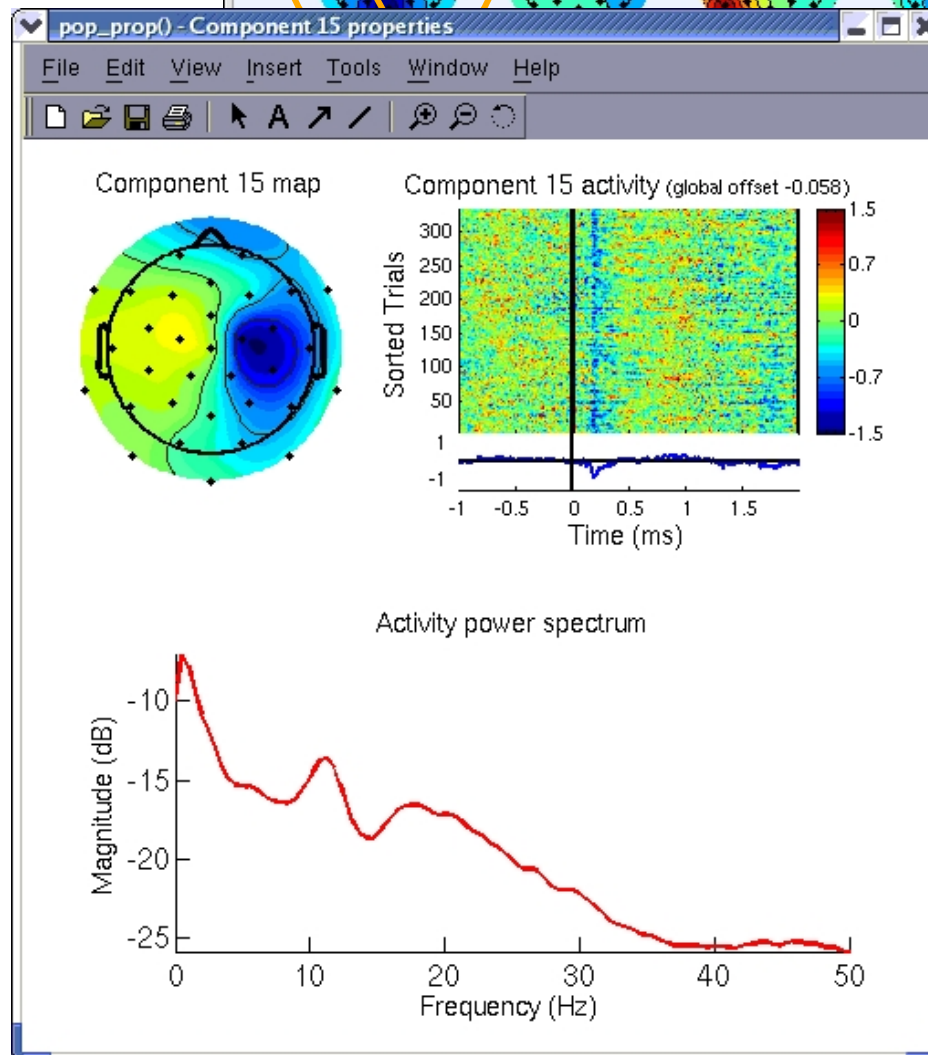 pop_prop() - Component 15 properties
File Edit View Insert Tools Window Help
A
Component 15 map
Component 15 activity (global offset -0.058)
Sorted Trials
300
250
200
150
100
50
1
-1
1.5
0.7
0
-0.7
-1.5
-1 -0.5 0 0.5 1 1.5
Time (ms)
Activity power spectrum
Magnitude (dB)
-10
-15
-20
-25
0 10 20 30 40 50
Frequency (Hz)